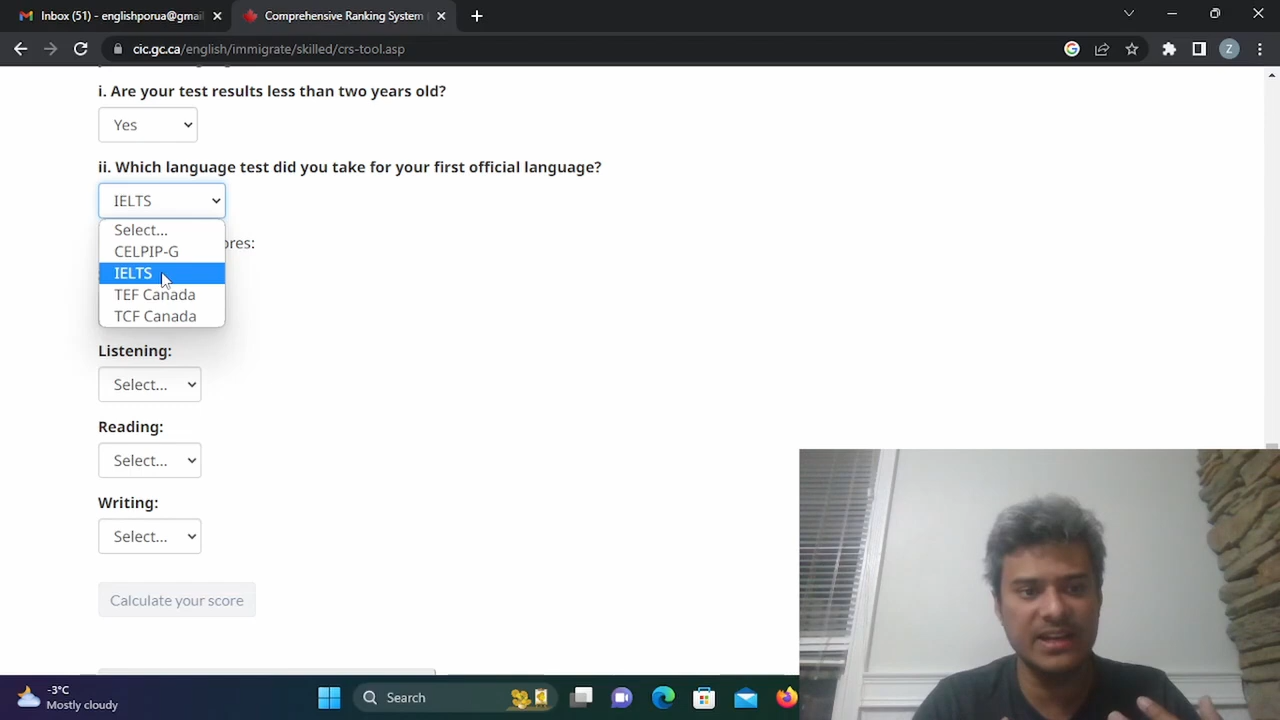 Inbox (51) - englishporua@gmail
Comprehensive Ranking System
cic.gc.ca/english/immigrate/skilled/crs-tool.asp
Z
i. Are your test results less than two years old?
Yes
ii. Which language test did you take for your first official language?
IELTS
Select...
ores:
CELPIP-G
IELTS
TEF Canada
TCF Canada
Listening:
Select...
Reading:
Select...
Writing:
Select...
Calculate your score
-3°C
Mostly cloudy
Search